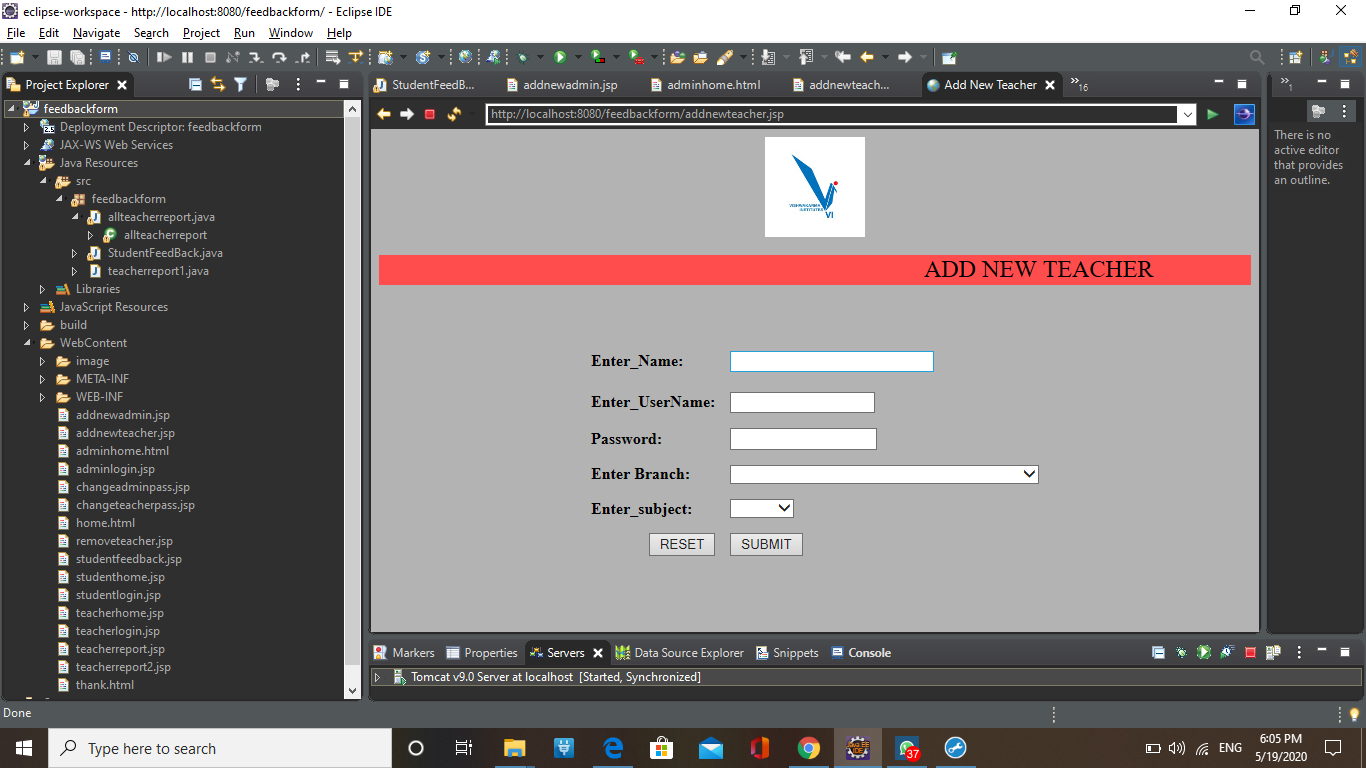 eclipse-workspace - http://localhost:8080/feedbackform/ - Eclipse IDE
File Edit Navigate Search Project Run Window Help
Project Explorer
feedbackform
Deployment Descriptor: feedbackform
JAX-WS Web Services
Java Resources
src
feedbackform
allteacherreport.java
allteacherreport
StudentFeedBack.java
teacherreport1.java
Libraries
JavaScript Resources
build
WebContent
image
META-INF
WEB-INF
addnewadmin.jsp
addnewteacher.jsp
adminhome.html
adminlogin.jsp
changeadminpass.jsp
changeteacherpass.jsp
home.html
removeteacher.jsp
studentfeedback.jsp
studenthome.jsp
studentlogin.jsp
teacherhome.jsp
teacherlogin.jsp
teacherreport.jsp
teacherreport2.jsp
thank.html
StudentFeedB... addnewadmin.jsp adminhome.html addnewteach... Add New Teacher 16
http://localhost:8080/feedbackform/addnewteacher.jsp
VISHWAKARMA
INSTITUTES
VI
ADD NEW TEACHER
Enter_Name:
Enter_UserName:
Password:
Enter Branch:
Enter_subject:
RESET SUBMIT
1
There is no
active editor
that provides
an outline.
Markers Properties Servers Data Source Explorer Snippets Console
Tomcat v9.0 Server at localhost [Started, Synchronized]
Done
Type here to search
37
ENG
6:05 PM
5/19/2020